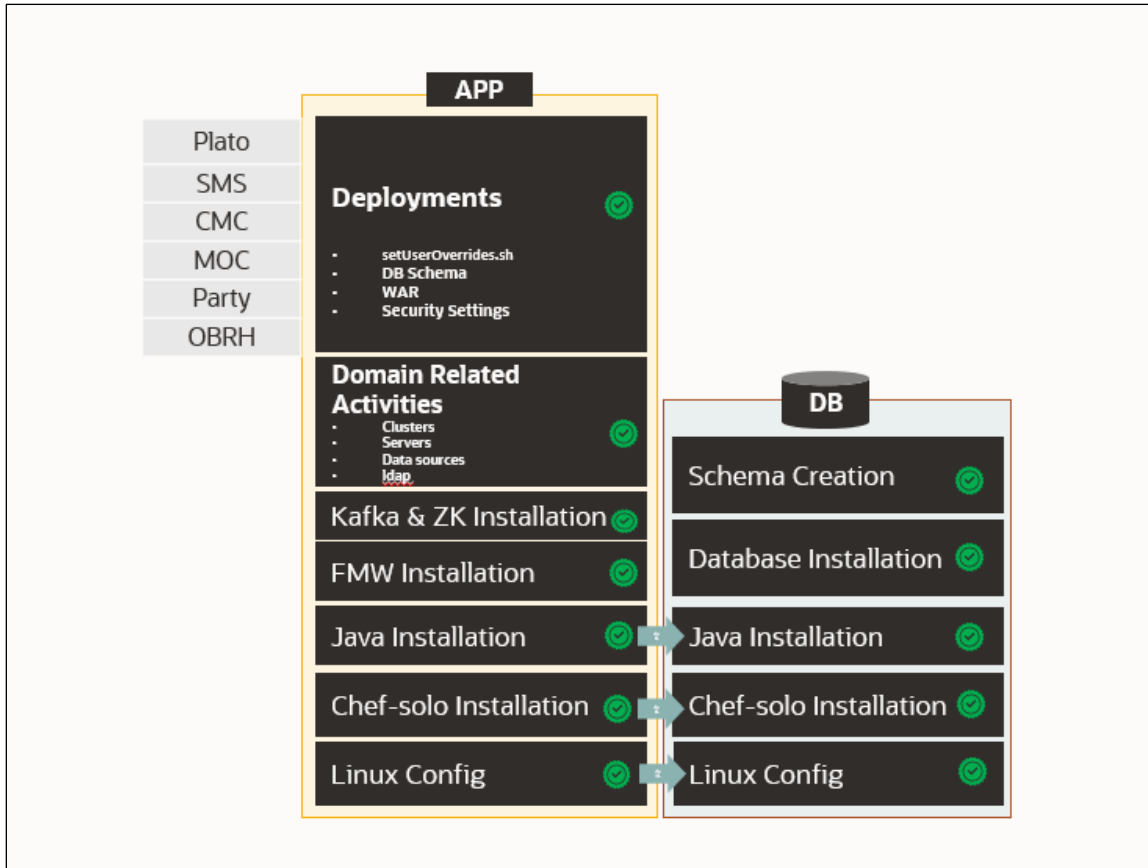 APP
Plato
SMS
CMC
MOC
Party
OBRH
Deployments
- setUserOverrides.sh
- DB Schema
- WAR
- Security Settings
Domain Related
Activities
- Clusters
- Servers
- Data sources
- ldap
Kafka & ZK Installation
FMW Installation
Java Installation
Chef-solo Installation
Linux Config
DB
Schema Creation
Database Installation
Java Installation
Chef-solo Installation
Linux Config